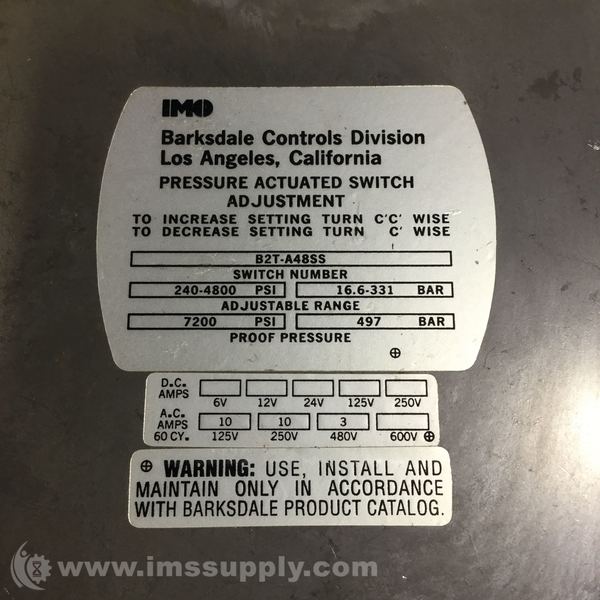 IMO
Barksdale Controls Division
Los Angeles, California
PRESSURE ACTUATED SWITCH
ADJUSTMENT
TO INCREASE SETTING TURN C'C' WISE
TO DECREASE SETTING TURN C' WISE
B2T-A48SS
SWITCH NUMBER
240-4800 PSI 16.6-331 BAR
ADJUSTABLE RANGE
7200 PSI 497 BAR
PROOF PRESSURE
D.C. AMPS
6V 12V 24V 125V 250V
A.C. AMPS 10 10 3
60 CY. 125V 250V 480V 600V
WARNING: USE, INSTALL AND
MAINTAIN ONLY IN ACCORDANCE
WITH BARKSDALE PRODUCT CATALOG.
www.imssupply.com